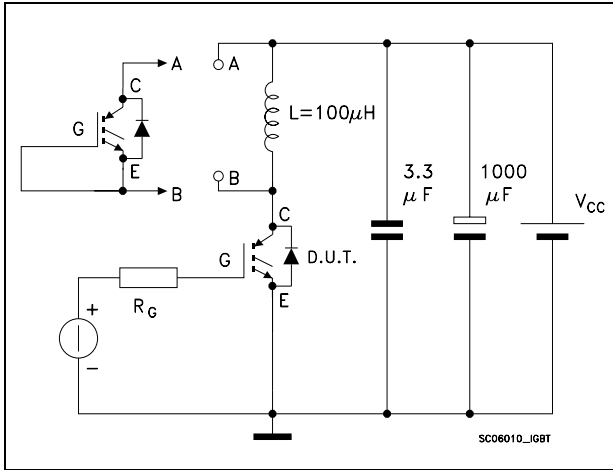 A
A
C
L=100μH
G
E
3.3
μF
1000
μF
VCC
B
B
C
G
D.U.T.
E
RG
+
−
SC06010_IGBT